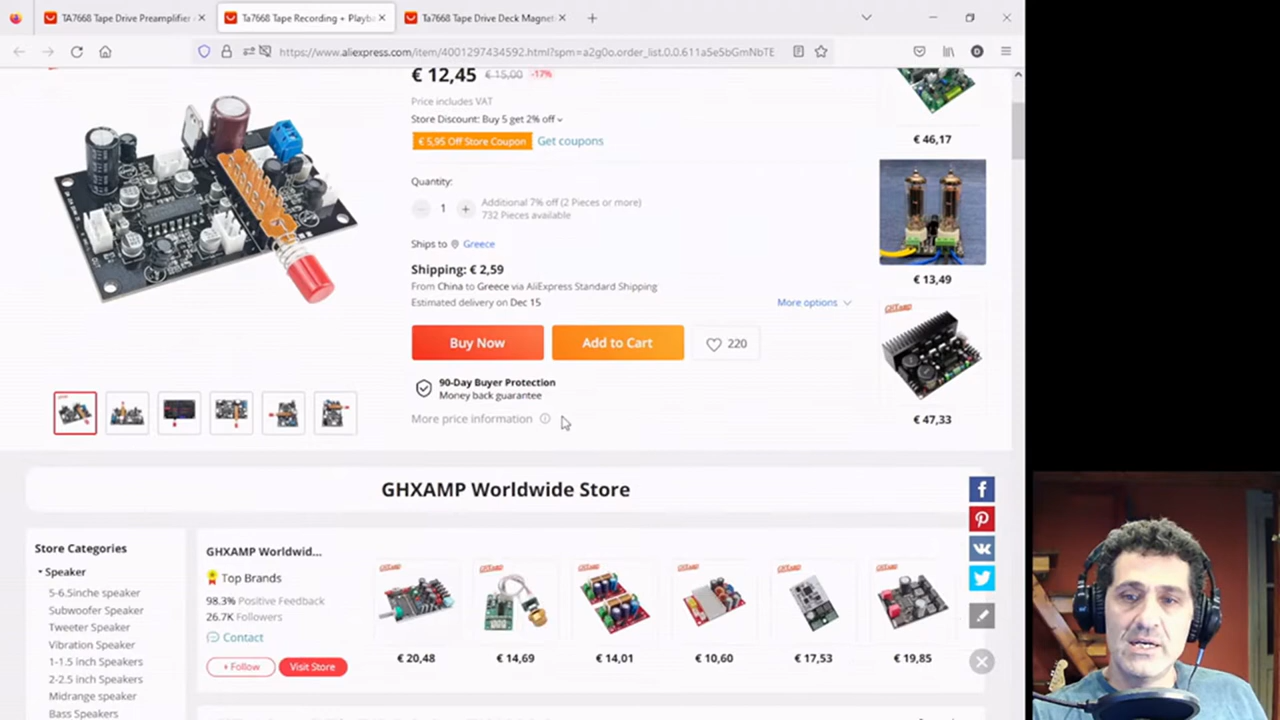 TA7668 Tape Drive Preamplifier
Ta7668 Tape Recording + Playba
Ta7668 Tape Drive Deck Magnet
https://www.aliexpress.com/item/4001297434592.html?spm=a2g0o.order_list.0.0.611a5e5bGmNbTE
€ 12,45 € 15,00 -17%
Price includes VAT
Store Discount: Buy 5 get 2% off
€ 5,95 Off Store Coupon Get coupons
Quantity:
1
Additional 7% off (2 Pieces or more)
732 Pieces available
Ships to Greece
Shipping: € 2,59
From China to Greece via AliExpress Standard Shipping
Estimated delivery on Dec 15
More options
Buy Now
Add to Cart
220
90-Day Buyer Protection
Money back guarantee
More price information
€ 46,17
€ 13,49
GHXAMP
€ 47,33
GHXAMP Worldwide Store
Store Categories
Speaker
5-6.5inche speaker
Subwoofer Speaker
Tweeter Speaker
Vibration Speaker
1-1.5 inch Speakers
2-2.5 inch Speakers
Midrange speaker
Bass Speakers
GHXAMP Worldwid...
Top Brands
98.3% Positive Feedback
26.7K Followers
Contact
+ Follow
Visit Store
GHXAMP
GHXAMP
GHXAMP
GHXAMP
GHXAMP
GHXAMP
€ 20,48
€ 14,69
€ 14,01
€ 10,60
€ 17,53
€ 19,85